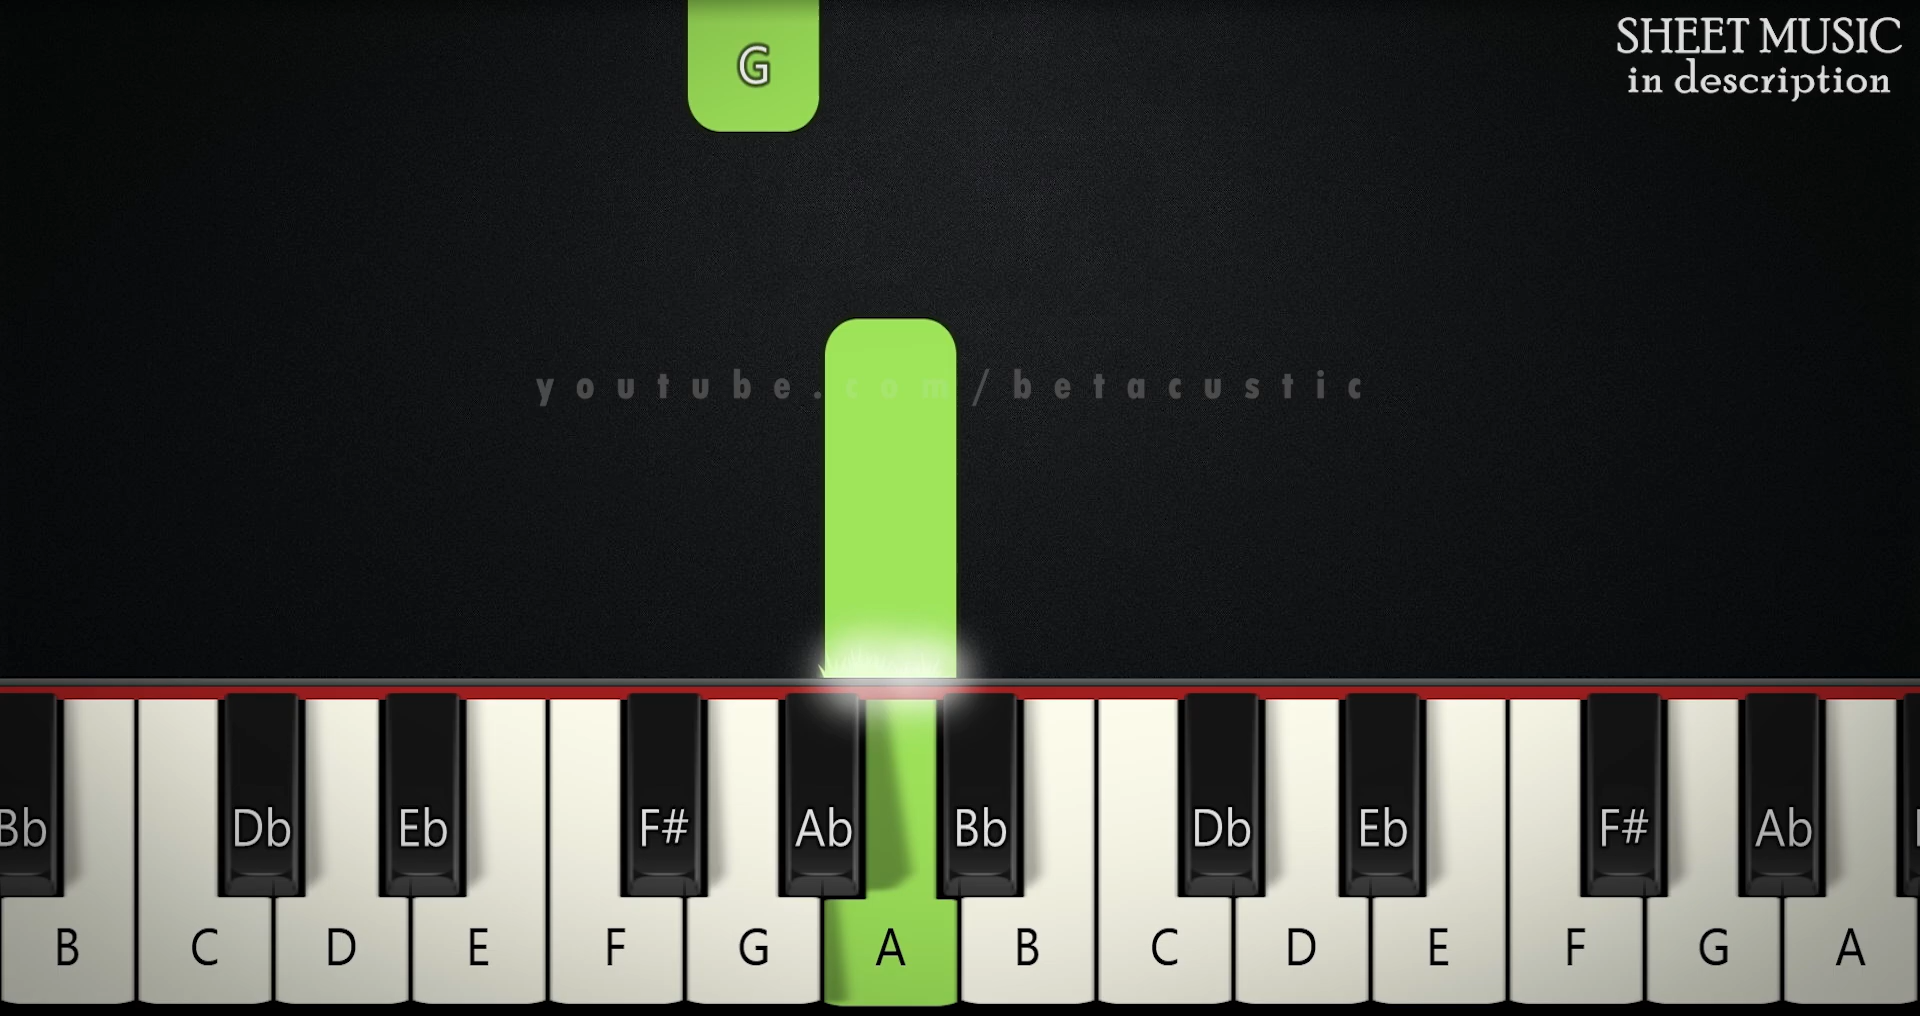 SHEET MUSIC
in description
G
youtube.com/betacustic
Bb Db Eb F# Ab Bb Db Eb F# Ab
B C D E F G A B C D E F G A